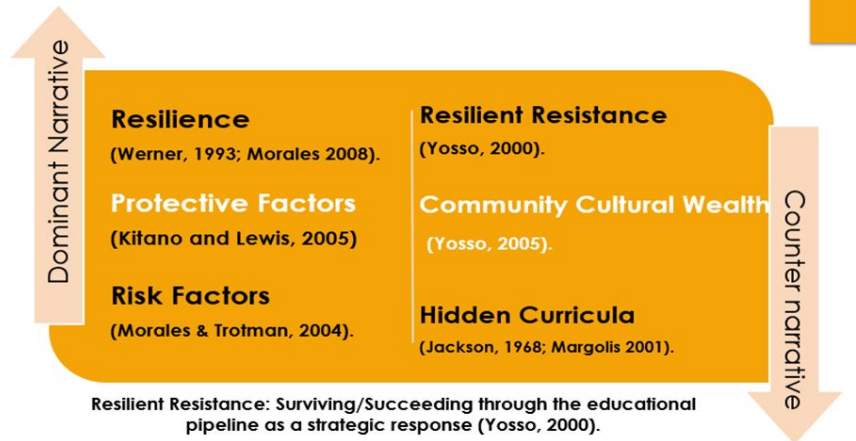 Dominant Narrative
Resilience
(Werner, 1993; Morales 2008).
Protective Factors
(Kitano and Lewis, 2005)
Risk Factors
(Morales & Trotman, 2004).
Resilient Resistance
(Yosso, 2000).
Community Cultural Wealth
(Yosso, 2005).
Hidden Curricula
(Jackson, 1968; Margolis 2001).
Counter narrative
Resilient Resistance: Surviving/Succeeding through the educational
pipeline as a strategic response (Yosso, 2000).